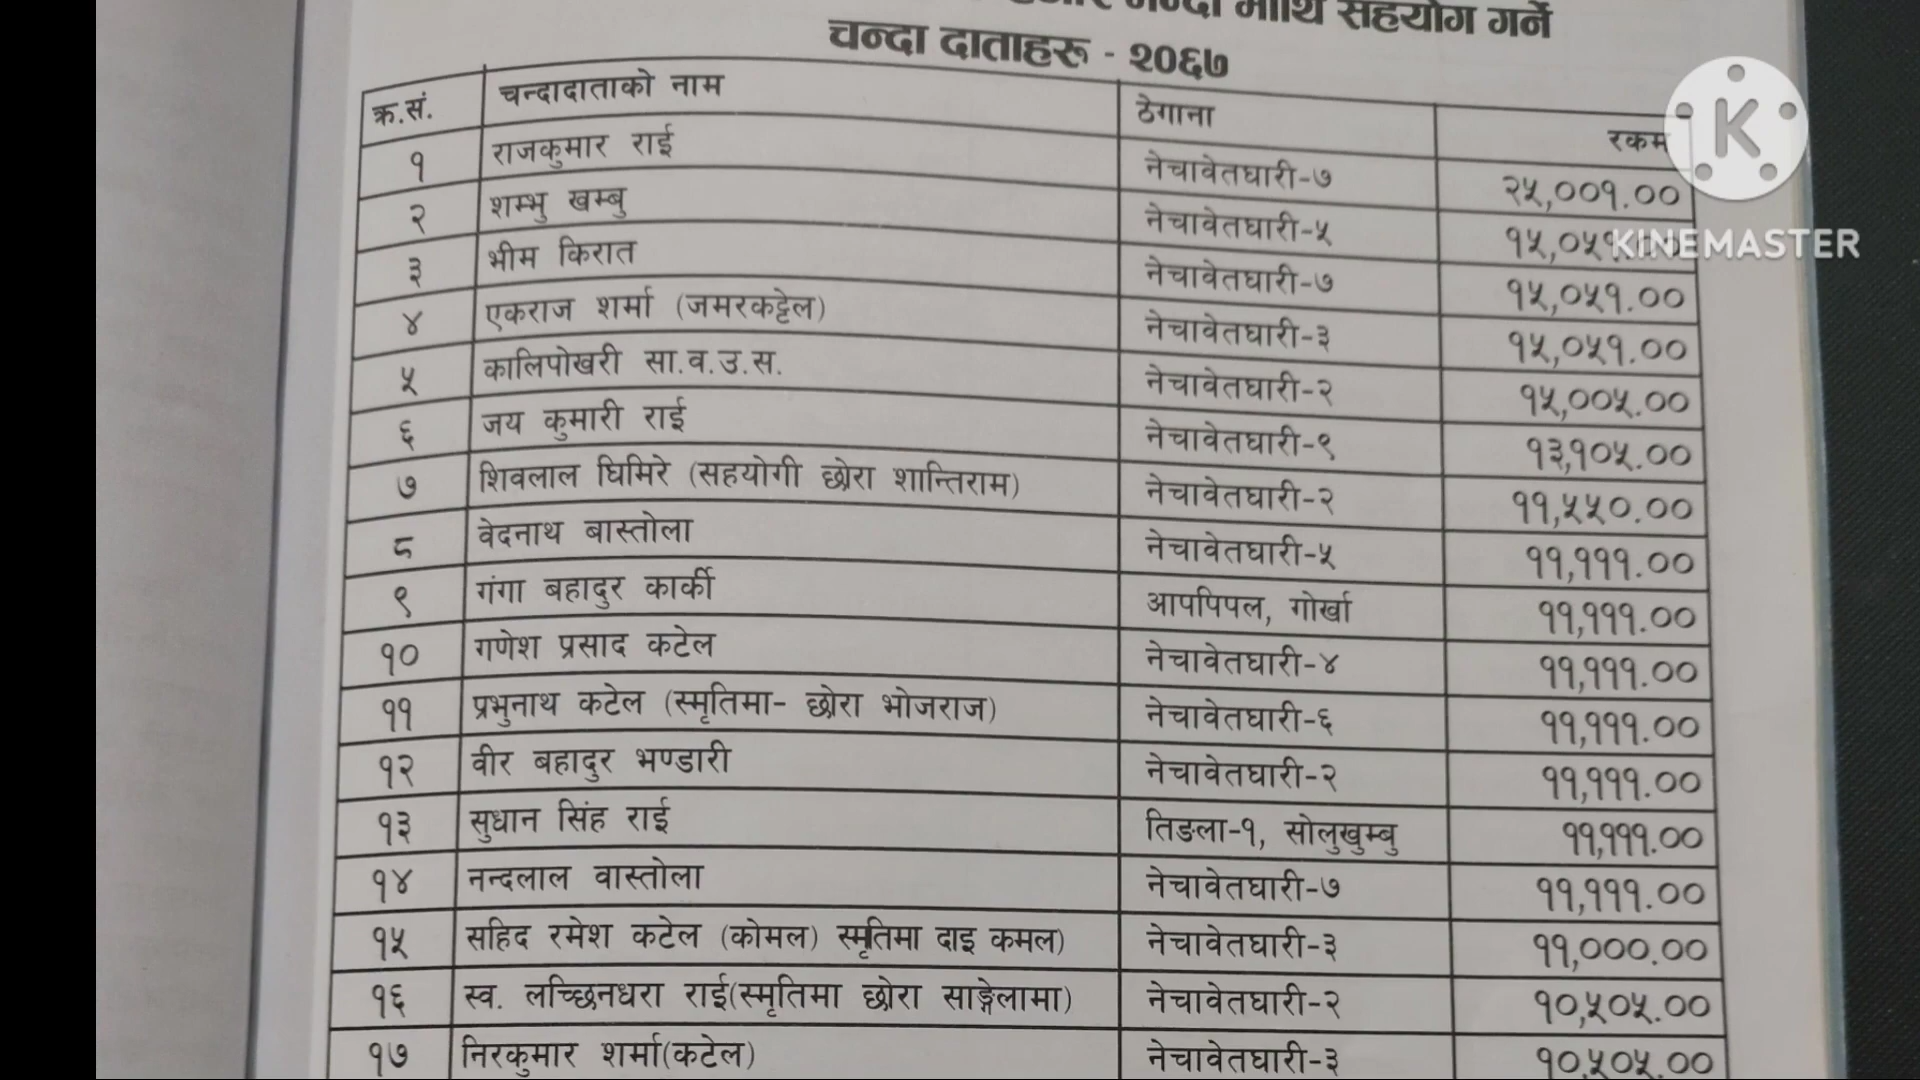 माथि सहयोग गर्ने
चन्दा दाताहरू - २०६७
क्र.सं. चन्दादाताको नाम ठेगाना रकम
१ राजकुमार राई नेचावेतघारी-७ २५,००१.००
२ शम्भु खम्बु नेचावेतघारी-५ १५,०५१.००
३ भीम किरात नेचावेतघारी-७ १५,०५१.००
४ एकराज शर्मा (जमरकट्टेल) नेचावेतघारी-३ १५,०५१.००
५ कालिपोखरी सा.व.उ.स. नेचावेतघारी-२ १५,००५.००
६ जय कुमारी राई नेचावेतघारी-९ १३,१०५.००
७ शिवलाल घिमिरे (सहयोगी छोरा शान्तिराम) नेचावेतघारी-२ ११,५५०.००
८ वेदनाथ बास्तोला नेचावेतघारी-५ ११,१११.००
९ गंगा बहादुर कार्की आपपिपल, गोर्खा ११,१११.००
१० गणेश प्रसाद कटेल नेचावेतघारी-४ ११,१११.००
११ प्रभुनाथ कटेल (स्मृतिमा- छोरा भोजराज) नेचावेतघारी-६ ११,१११.००
१२ वीर बहादुर भण्डारी नेचावेतघारी-२ ११,१११.००
१३ सुधान सिंह राई तिङला-१, सोलुखुम्बु ११,१११.००
१४ नन्दलाल वास्तोला नेचावेतघारी-७ ११,१११.००
१५ सहिद रमेश कटेल (कोमल) स्मृतिमा दाइ कमल) नेचावेतघारी-३ ११,०००.००
१६ स्व. लच्छिनधरा राई(स्मृतिमा छोरा साङ्गेलामा) नेचावेतघारी-२ १०,५०५.००
१७ निरकुमार शर्मा(कटेल) नेचावेतघारी-३ १०,५०५.००
K
KINEMASTER